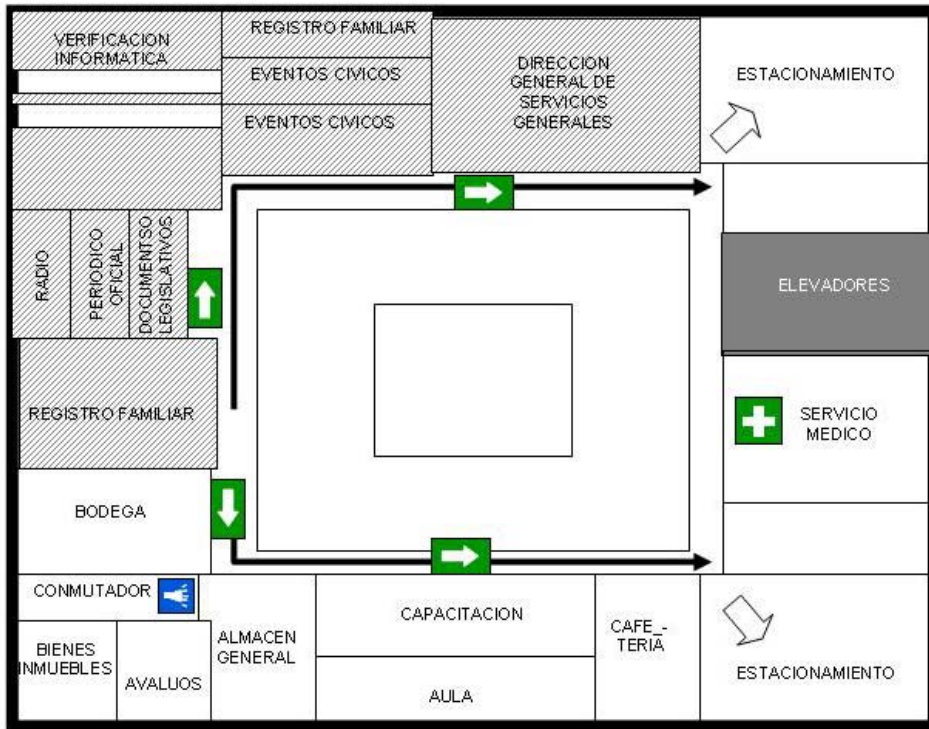 VERIFICACION
INFORMATICA
REGISTRO FAMILIAR
EVENTOS CIVICOS
EVENTOS CIVICOS
DIRECCION
GENERAL DE
SERVICIOS
GENERALES
ESTACIONAMIENTO
RADIO
PERIODICO
OFICIAL
DOCUMENTSO
LEGISLATIVOS
ELEVADORES
REGISTRO FAMILIAR
SERVICIO
MEDICO
BODEGA
CONMUTADOR
BIENES
INMUEBLES
AVALUOS
ALMACEN
GENERAL
CAPACITACION
AULA
CAFE_-
TERIA
ESTACIONAMIENTO